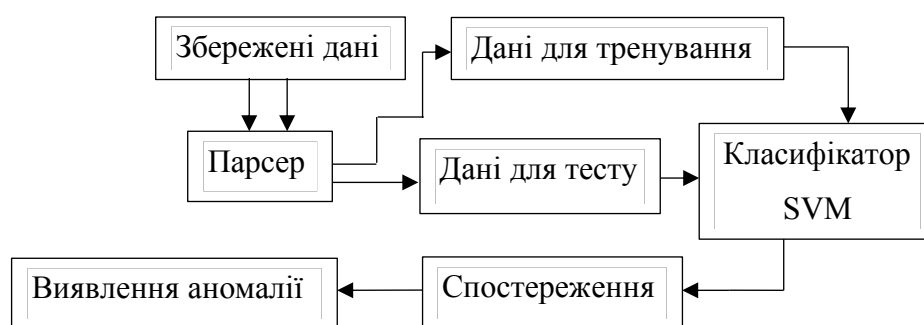 Збережені дані
Дані для тренування
Парсер
Дані для тесту
Класифікатор
SVM
Виявлення аномалії
Спостереження